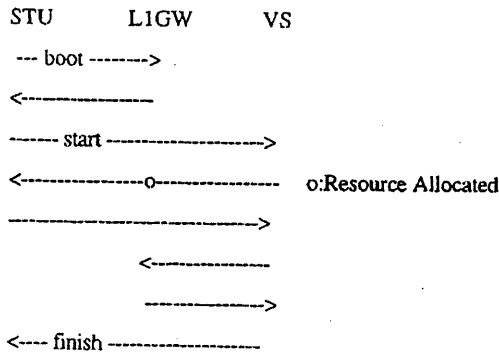 STU L1GW VS
--- boot -------->
<----------------
------ start -------------------->
<----------------o--------------- o:Resource Allocated
--------------------------------->
<---------------
---------------->
<---- finish -------------------